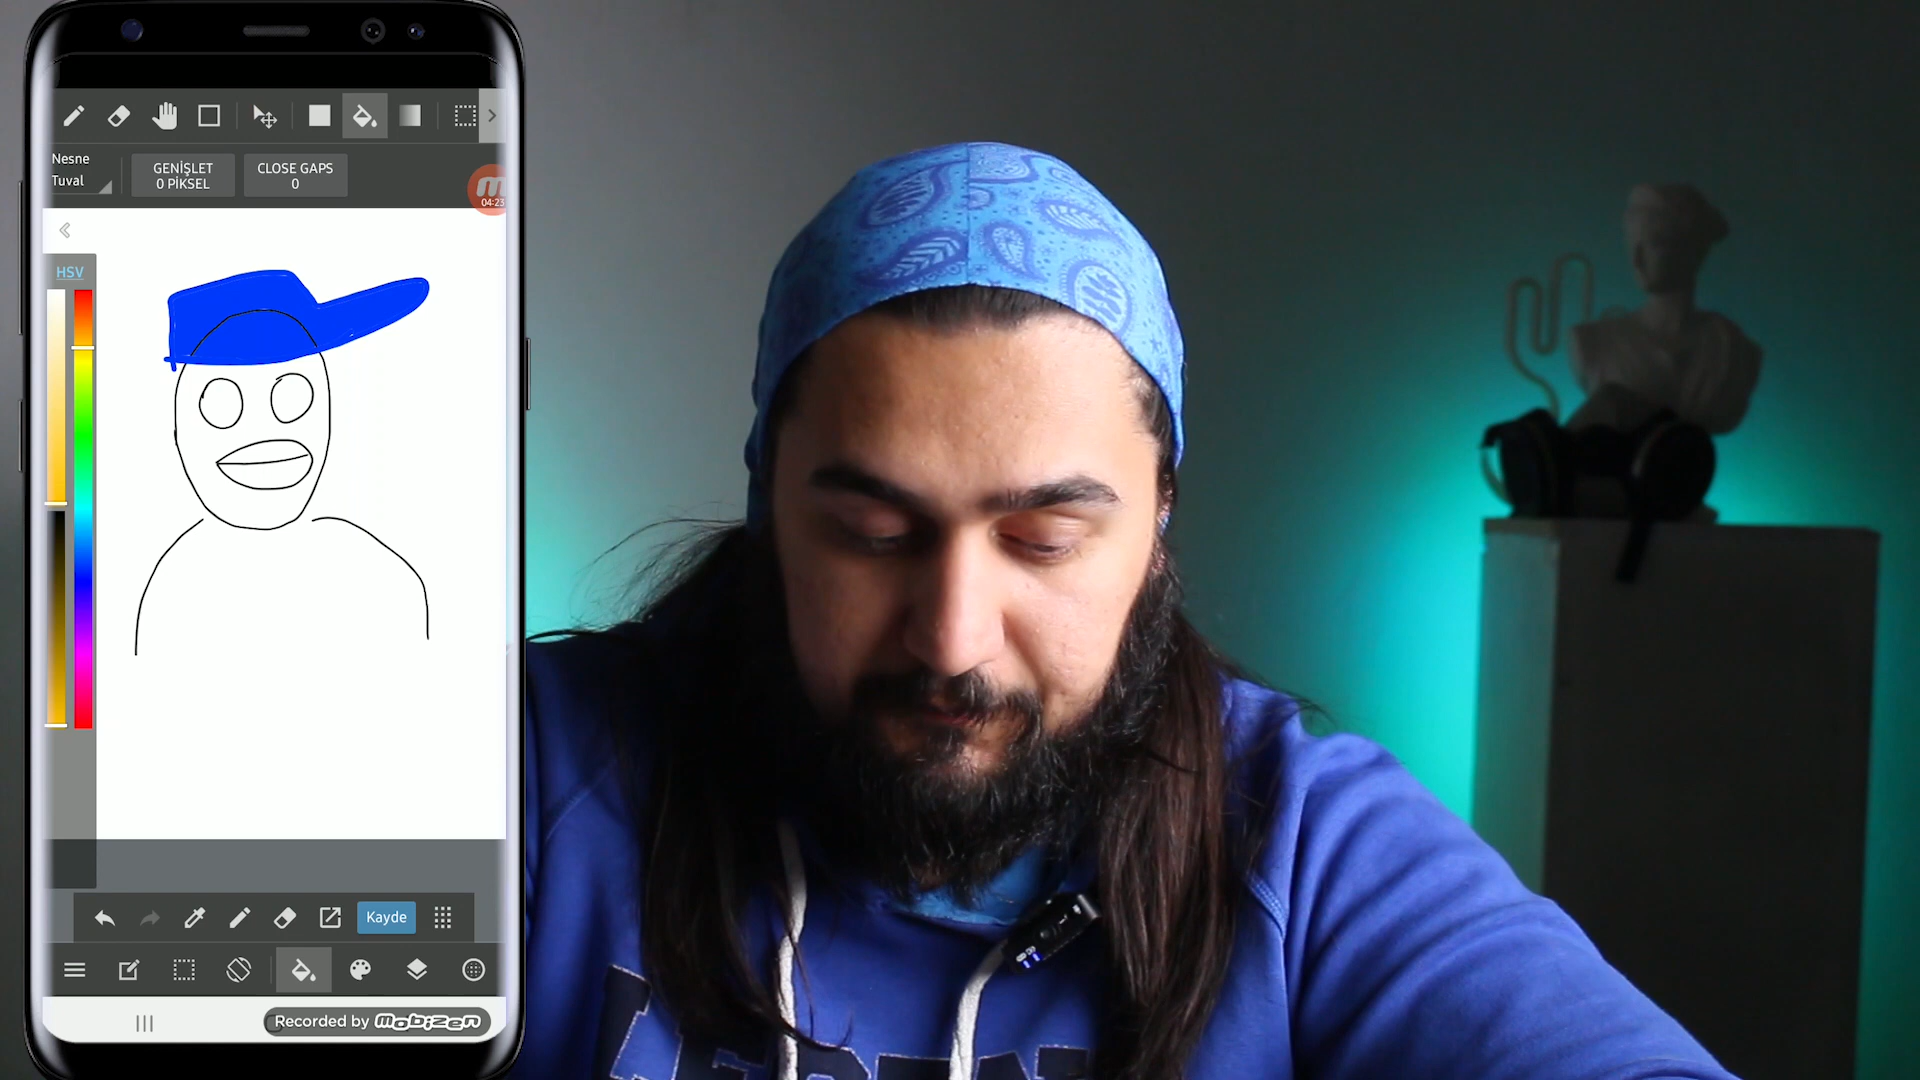 Nesne
Tuval
GENİŞLET
0 PİKSEL
CLOSE GAPS
0
04:23
HSV
Kayde
Recorded by mobizen